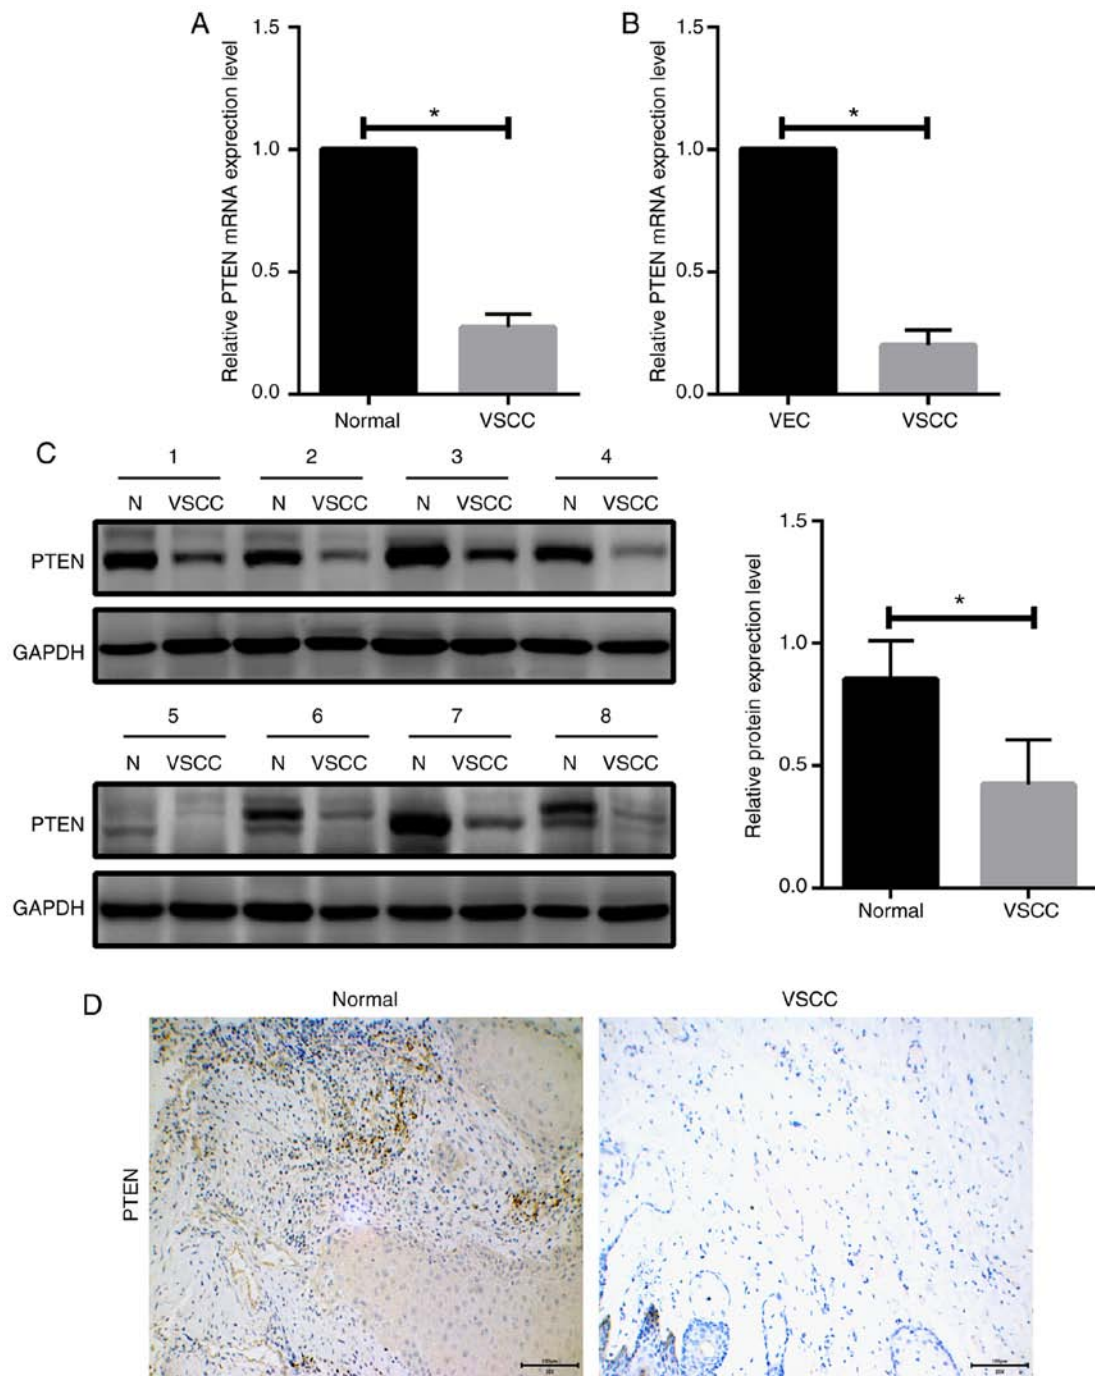 A
Relative PTEN mRNA exprection level
1.5
1.0
0.5
0.0
*
Normal VSCC
B
Relative PTEN mRNA exprection level
1.5
1.0
0.5
0.0
*
VEC VSCC
C
1 2 3 4
N VSCC N VSCC N VSCC N VSCC
PTEN
GAPDH
5 6 7 8
N VSCC N VSCC N VSCC N VSCC
PTEN
GAPDH
Relative protein exprection level
1.5
1.0
0.5
0.0
*
Normal VSCC
D
Normal VSCC
PTEN